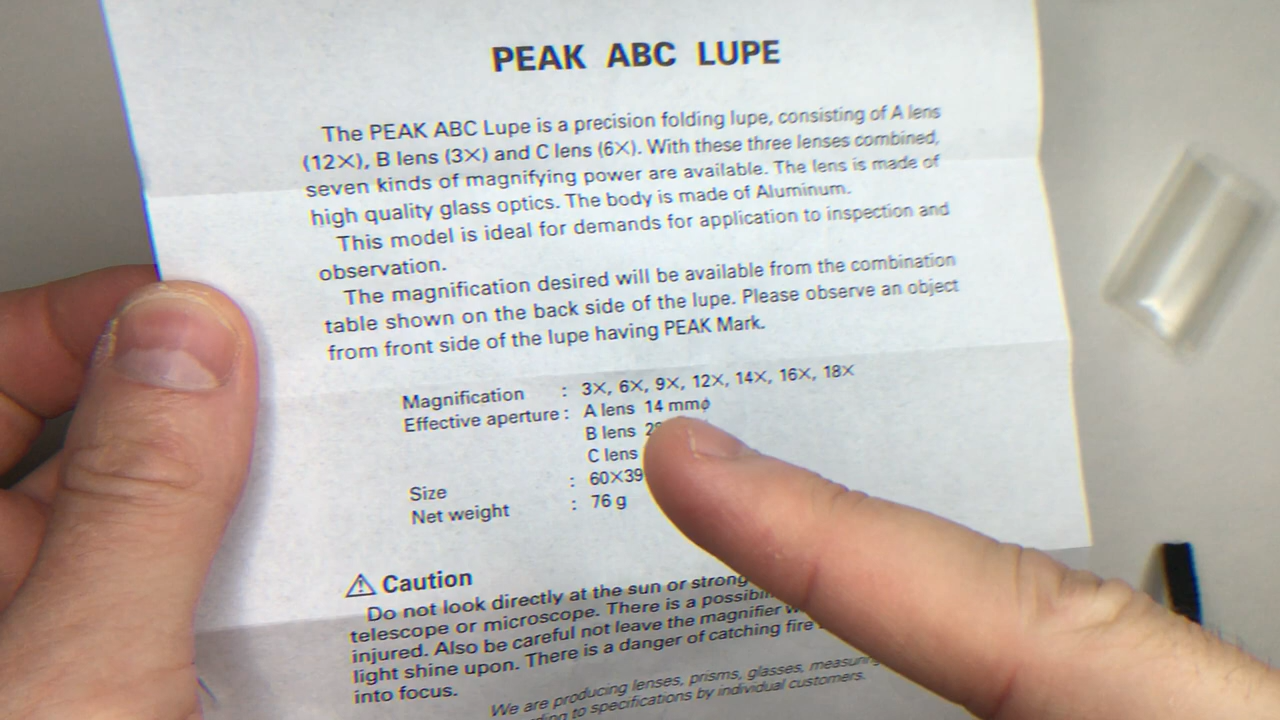 PEAK ABC LUPE
The PEAK ABC Lupe is a precision folding lupe, consisting of A lens
(12×), B lens (3×) and C lens (6×). With these three lenses combined,
seven kinds of magnifying power are available. The lens is made of
high quality glass optics. The body is made of Aluminum.
This model is ideal for demands for application to inspection and
observation.
The magnification desired will be available from the combination
table shown on the back side of the lupe. Please observe an object
from front side of the lupe having PEAK Mark.
Magnification : 3×, 6×, 9×, 12×, 14×, 16×, 18×
Effective aperture : A lens 14 mmφ
B lens
C lens
Size : 60×39
Net weight : 76 g
⚠ Caution
Do not look directly at the sun or strong
telescope or microscope. There is a
injured. Also be careful not leave the magnifier
light shine upon. There is a danger of catching fire
into focus.
We are producing lenses, prisms, glasses,
to specifications by individual customers.